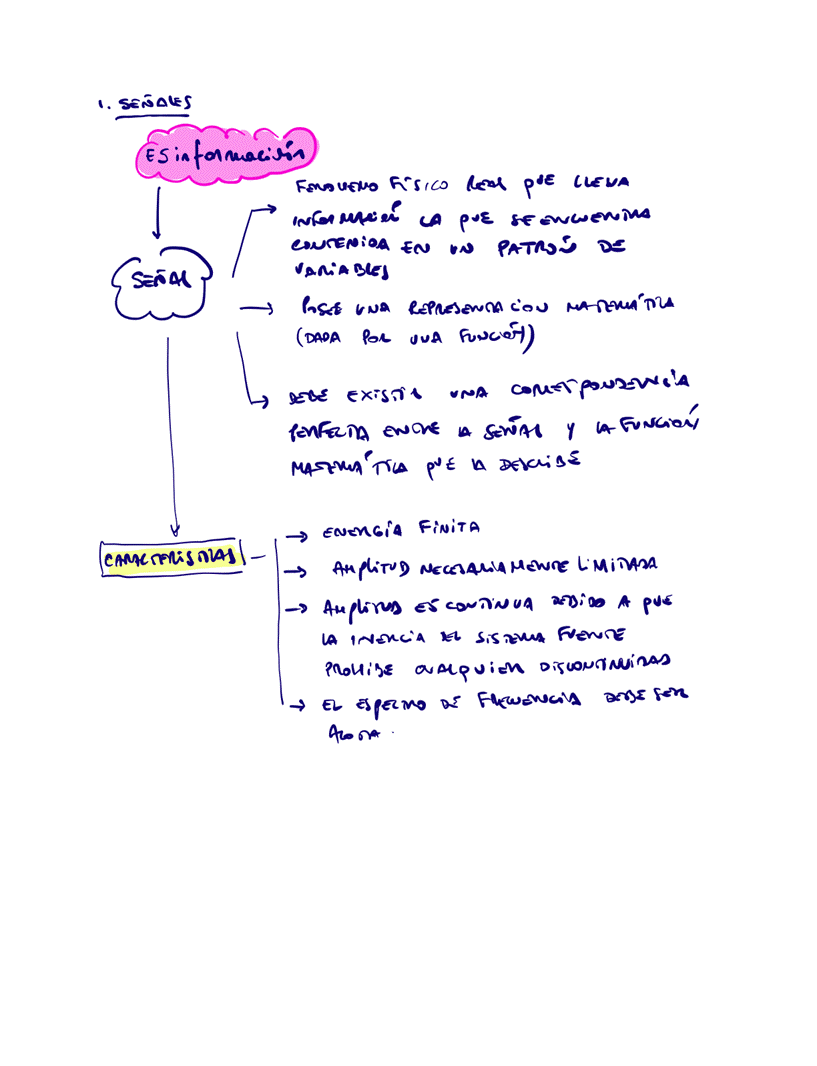 1. SEÑALES
ES información
FENOMENO FÍSICO REAL QUE LLEVA
INFORMACIÓN LA QUE SE ENCUENTRA
CONTENIDA EN UN PATRÓN DE
VARIABLES
SEÑAL
POSEE UNA REPRESENTACION MATEMÁTICA
(DADA POR UNA FUNCIÓN)
DEBE EXISTIR UNA CORRESPONDENCIA
PERFECTA ENTRE LA SEÑAL Y LA FUNCIÓN
MATEMÁTICA QUE LA DESCRIBE
ENERGÍA FINITA
CARACTERISTICAS
AMPLITUD NECESARIAMENTE LIMITADA
AMPLITUD ES CONTINUA DEBIDO A QUE
LA INERCIA DEL SISTEMA FUENTE
PROHIBE CUALQUIER DISCONTINUIDAD
EL ESPECTRO DE FRECUENCIA DEBE SER